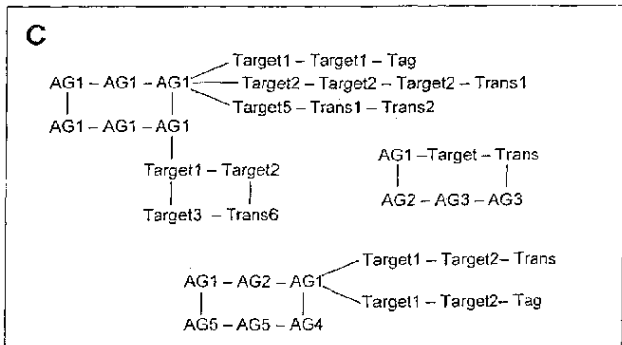 C
Target1 – Target1 – Tag
AG1 – AG1 – AG1
Target2 – Target2 – Target2 – Trans1
Target5 – Trans1 – Trans2
AG1 – AG1 – AG1
Target1 – Target2
Target3 – Trans6
AG1 – Target – Trans
AG2 – AG3 – AG3
Target1 – Target2 – Trans
AG1 – AG2 – AG1
Target1 – Target2 – Tag
AG5 – AG5 – AG4